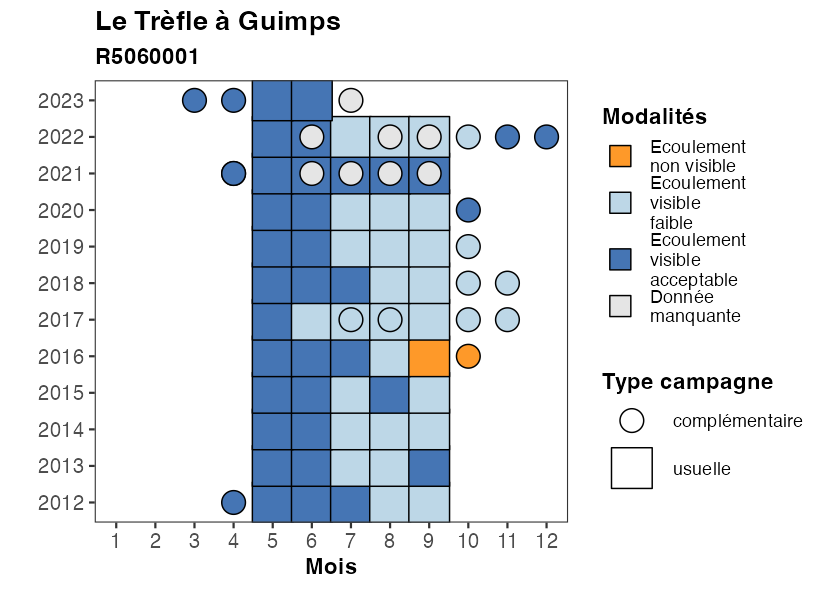 Le Trèfle à Guimps
R5060001
2023
2022
2021
2020
2019
2018
2017
2016
2015
2014
2013
2012
1 2 3 4 5 6 7 8 9 10 11 12
Mois
Modalités
Ecoulement
non visible
Ecoulement
visible
faible
Ecoulement
visible
acceptable
Donnée
manquante
Type campagne
complémentaire
usuelle